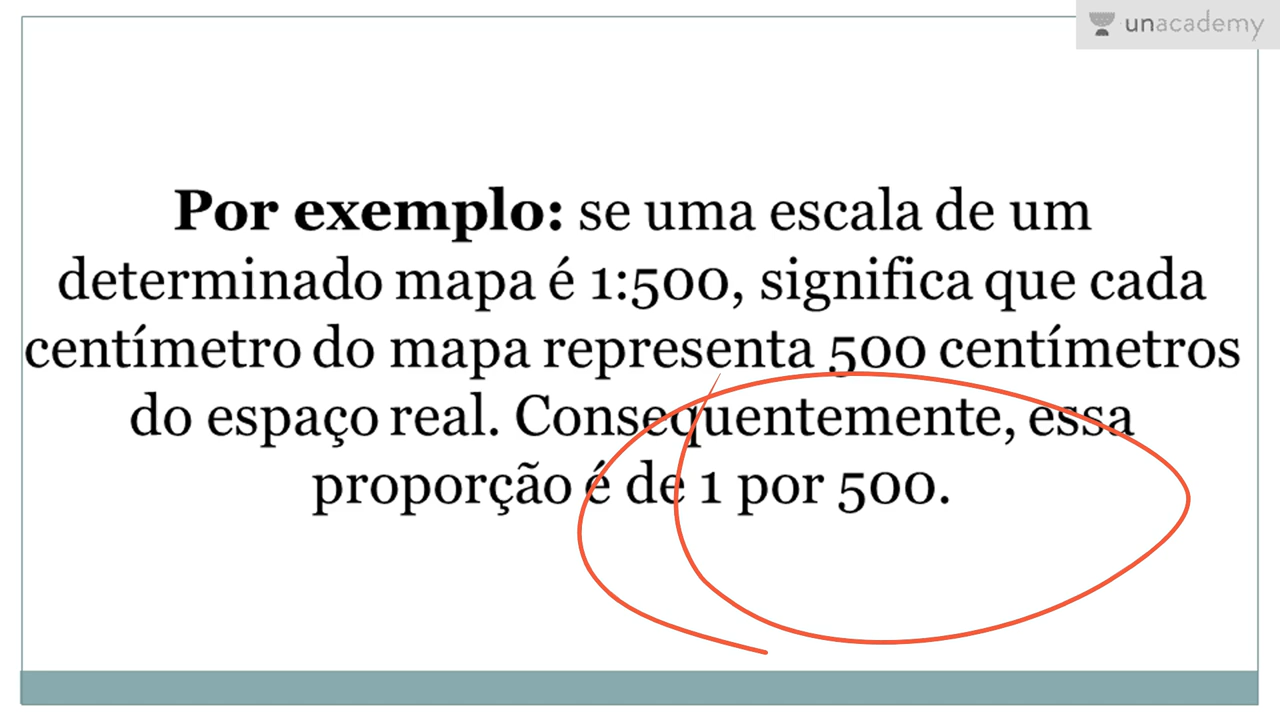 unacademy
Por exemplo: se uma escala de um
determinado mapa é 1:500, significa que cada
centímetro do mapa representa 500 centímetros
do espaço real. Consequentemente, essa
proporção é de 1 por 500.